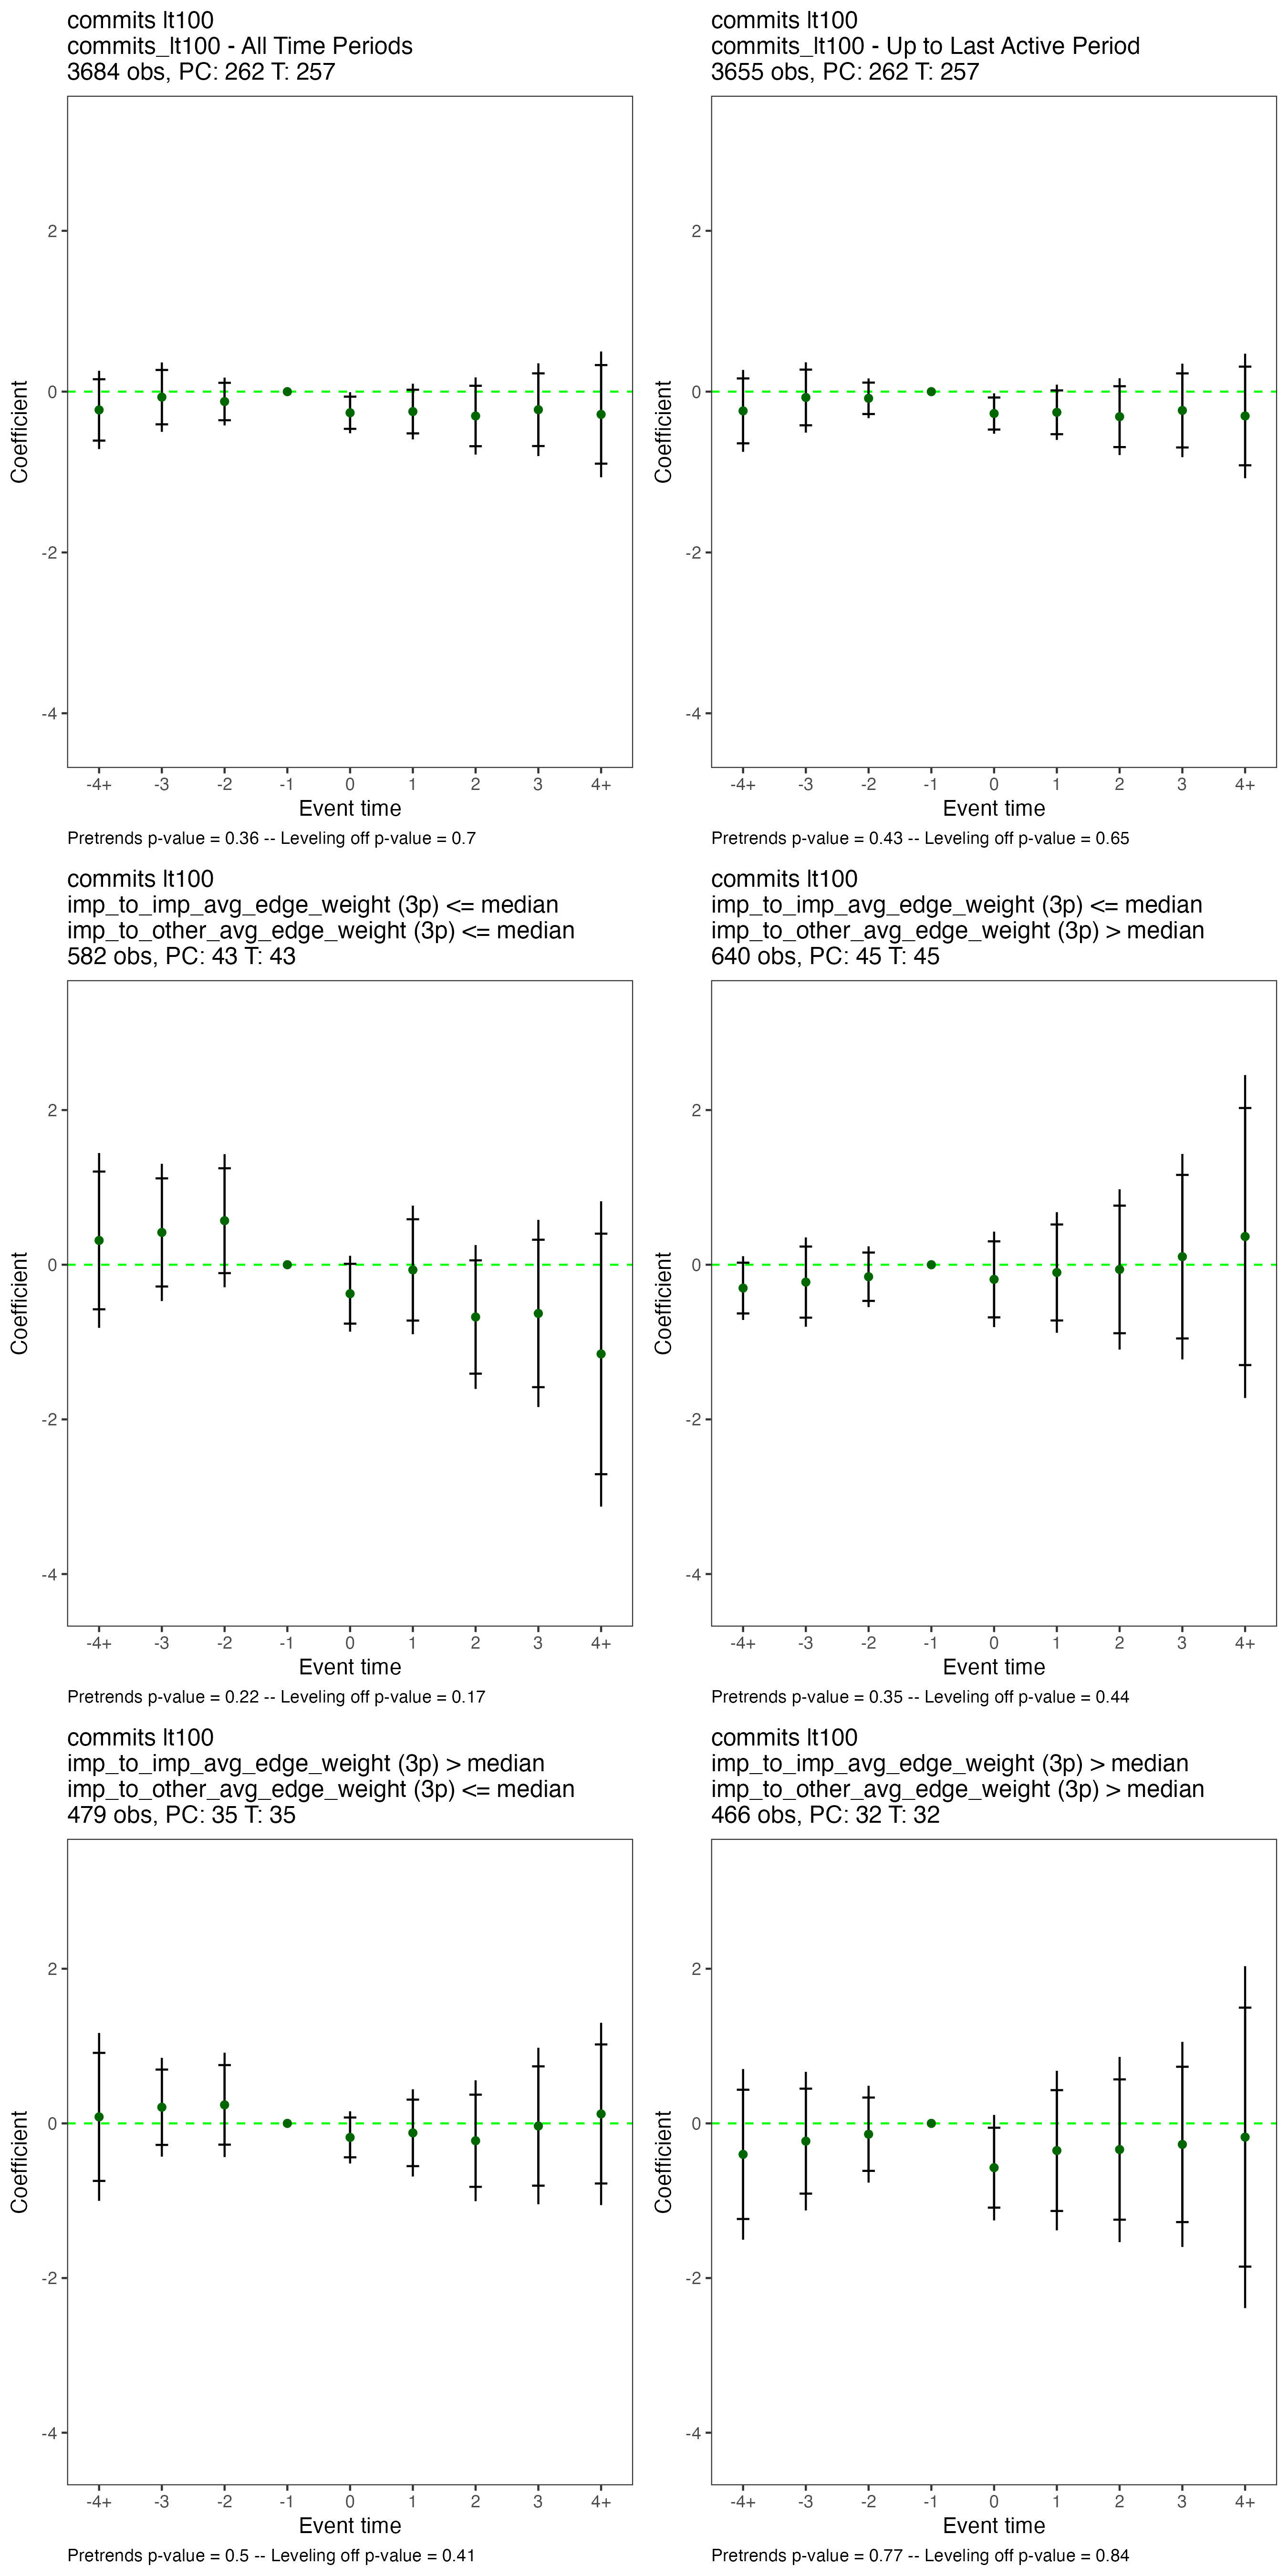 commits lt100
commits_lt100 - All Time Periods
3684 obs, PC: 262 T: 257
2
0
-2
-4
Coefficient
-4+ -3 -2 -1 0 1 2 3 4+
Event time
Pretrends p-value = 0.36 -- Leveling off p-value = 0.7
commits lt100
commits_lt100 - Up to Last Active Period
3655 obs, PC: 262 T: 257
2
0
-2
-4
Coefficient
-4+ -3 -2 -1 0 1 2 3 4+
Event time
Pretrends p-value = 0.43 -- Leveling off p-value = 0.65
commits lt100
imp_to_imp_avg_edge_weight (3p) <= median
imp_to_other_avg_edge_weight (3p) <= median
582 obs, PC: 43 T: 43
2
0
-2
-4
Coefficient
-4+ -3 -2 -1 0 1 2 3 4+
Event time
Pretrends p-value = 0.22 -- Leveling off p-value = 0.17
commits lt100
imp_to_imp_avg_edge_weight (3p) <= median
imp_to_other_avg_edge_weight (3p) > median
640 obs, PC: 45 T: 45
2
0
-2
-4
Coefficient
-4+ -3 -2 -1 0 1 2 3 4+
Event time
Pretrends p-value = 0.35 -- Leveling off p-value = 0.44
commits lt100
imp_to_imp_avg_edge_weight (3p) > median
imp_to_other_avg_edge_weight (3p) <= median
479 obs, PC: 35 T: 35
2
0
-2
-4
Coefficient
-4+ -3 -2 -1 0 1 2 3 4+
Event time
Pretrends p-value = 0.5 -- Leveling off p-value = 0.41
commits lt100
imp_to_imp_avg_edge_weight (3p) > median
imp_to_other_avg_edge_weight (3p) > median
466 obs, PC: 32 T: 32
2
0
-2
-4
Coefficient
-4+ -3 -2 -1 0 1 2 3 4+
Event time
Pretrends p-value = 0.77 -- Leveling off p-value = 0.84